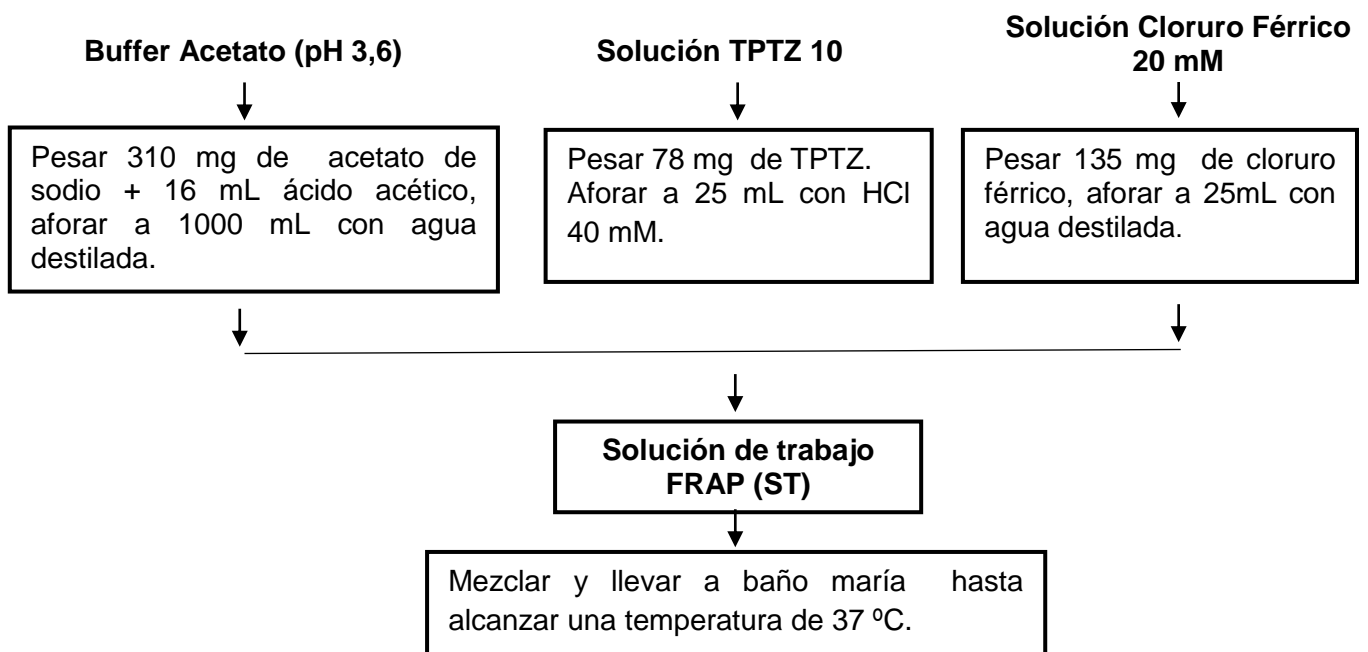 Buffer Acetato (pH 3,6)
Pesar 310 mg de acetato de
sodio + 16 mL ácido acético,
aforar a 1000 mL con agua
destilada.
Solución TPTZ 10
Pesar 78 mg de TPTZ.
Aforar a 25 mL con HCl
40 mM.
Solución Cloruro Férrico
20 mM
Pesar 135 mg de cloruro
férrico, aforar a 25mL con
agua destilada.
Solución de trabajo
FRAP (ST)
Mezclar y llevar a baño maría hasta
alcanzar una temperatura de 37 ºC.